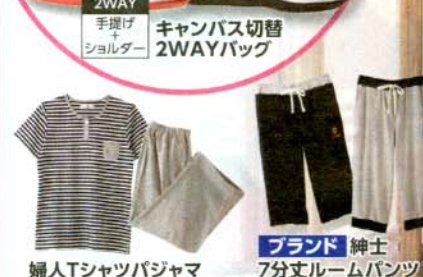 2WAY
手提げ
+
ショルダー
キャンバス切替
2WAYバッグ
婦人Tシャツパジャマ
ブランド 紳士
7分丈ルームパンツ